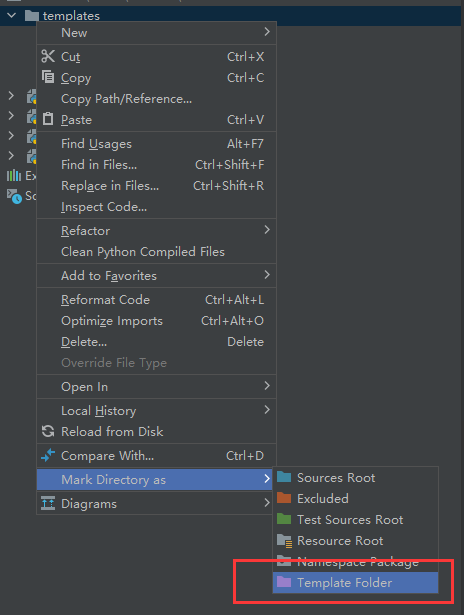 templates
New
Cut Ctrl+X
Copy Ctrl+C
Copy Path/Reference...
Paste Ctrl+V
Find Usages Alt+F7
Find in Files... Ctrl+Shift+F
Replace in Files... Ctrl+Shift+R
Inspect Code...
Refactor
Clean Python Compiled Files
Add to Favorites
Reformat Code Ctrl+Alt+L
Optimize Imports Ctrl+Alt+O
Delete... Delete
Override File Type
Open In
Local History
Reload from Disk
Compare With... Ctrl+D
Mark Directory as
Diagrams
Sources Root
Excluded
Test Sources Root
Resource Root
Namespace Package
Template Folder